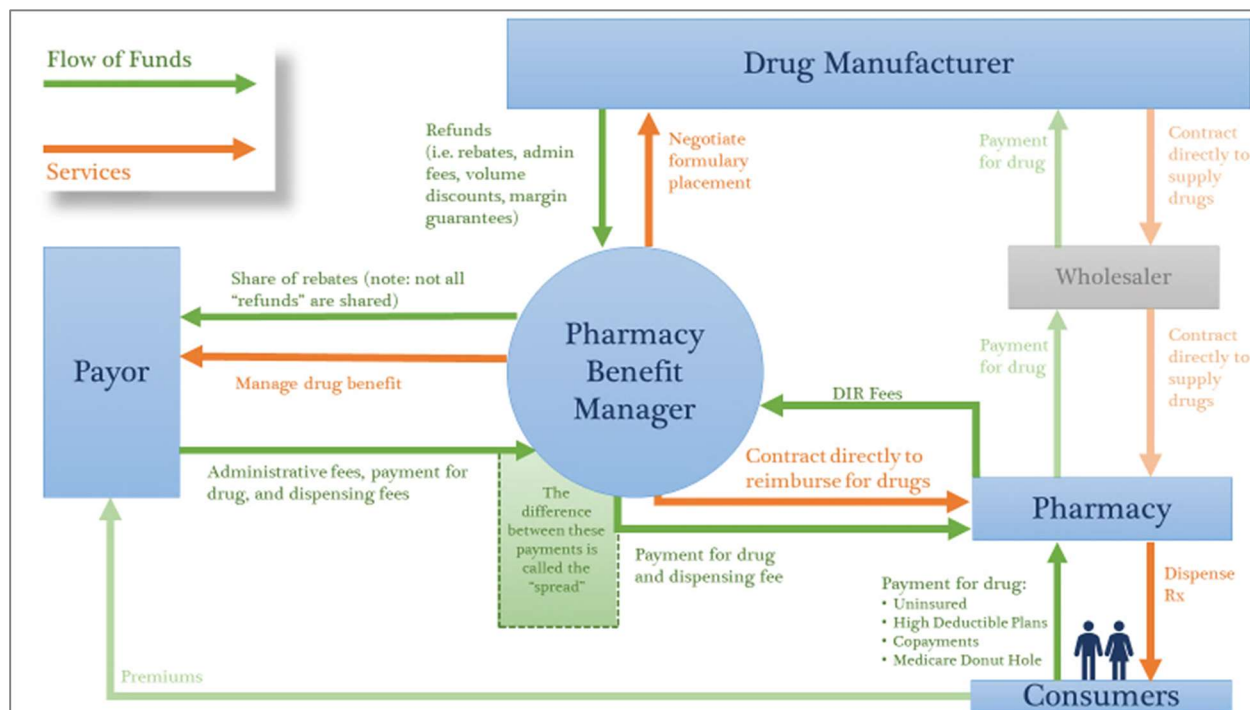 Flow of Funds
Services
Drug Manufacturer
Refunds
(i.e. rebates, admin
fees, volume
discounts, margin
guarantees)
Negotiate
formulary
placement
Payment
for drug
Contract
directly to
supply
drugs
Wholesaler
Share of rebates (note: not all
“refunds” are shared)
Payor
Manage drug benefit
Pharmacy
Benefit
Manager
Payment
for drug
Contract
directly to
supply
drugs
DIR Fees
Administrative fees, payment for
drug, and dispensing fees
Contract directly to
reimburse for drugs
The
difference
between these
payments is
called the
“spread”
Pharmacy
Payment for drug
and dispensing fee
Payment for drug:
• Uninsured
• High Deductible Plans
• Copayments
• Medicare Donut Hole
Dispense
Rx
Premiums
Consumers